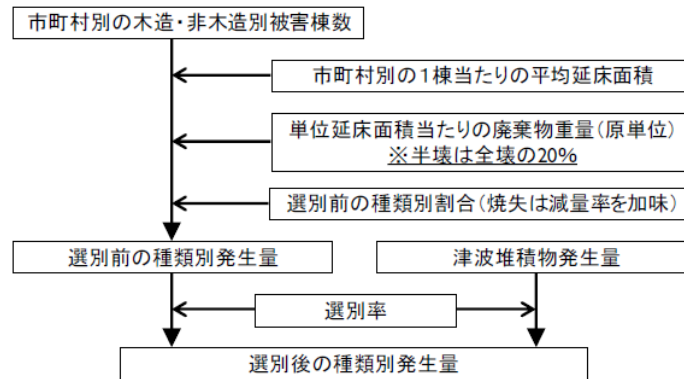 市町村別の木造・非木造別被害棟数
市町村別の1棟当たりの平均延床面積
単位延床面積当たりの廃棄物重量(原単位)
※半壊は全壊の20%
選別前の種類別割合(焼失は減量率を加味)
選別前の種類別発生量
津波堆積物発生量
選別率
選別後の種類別発生量